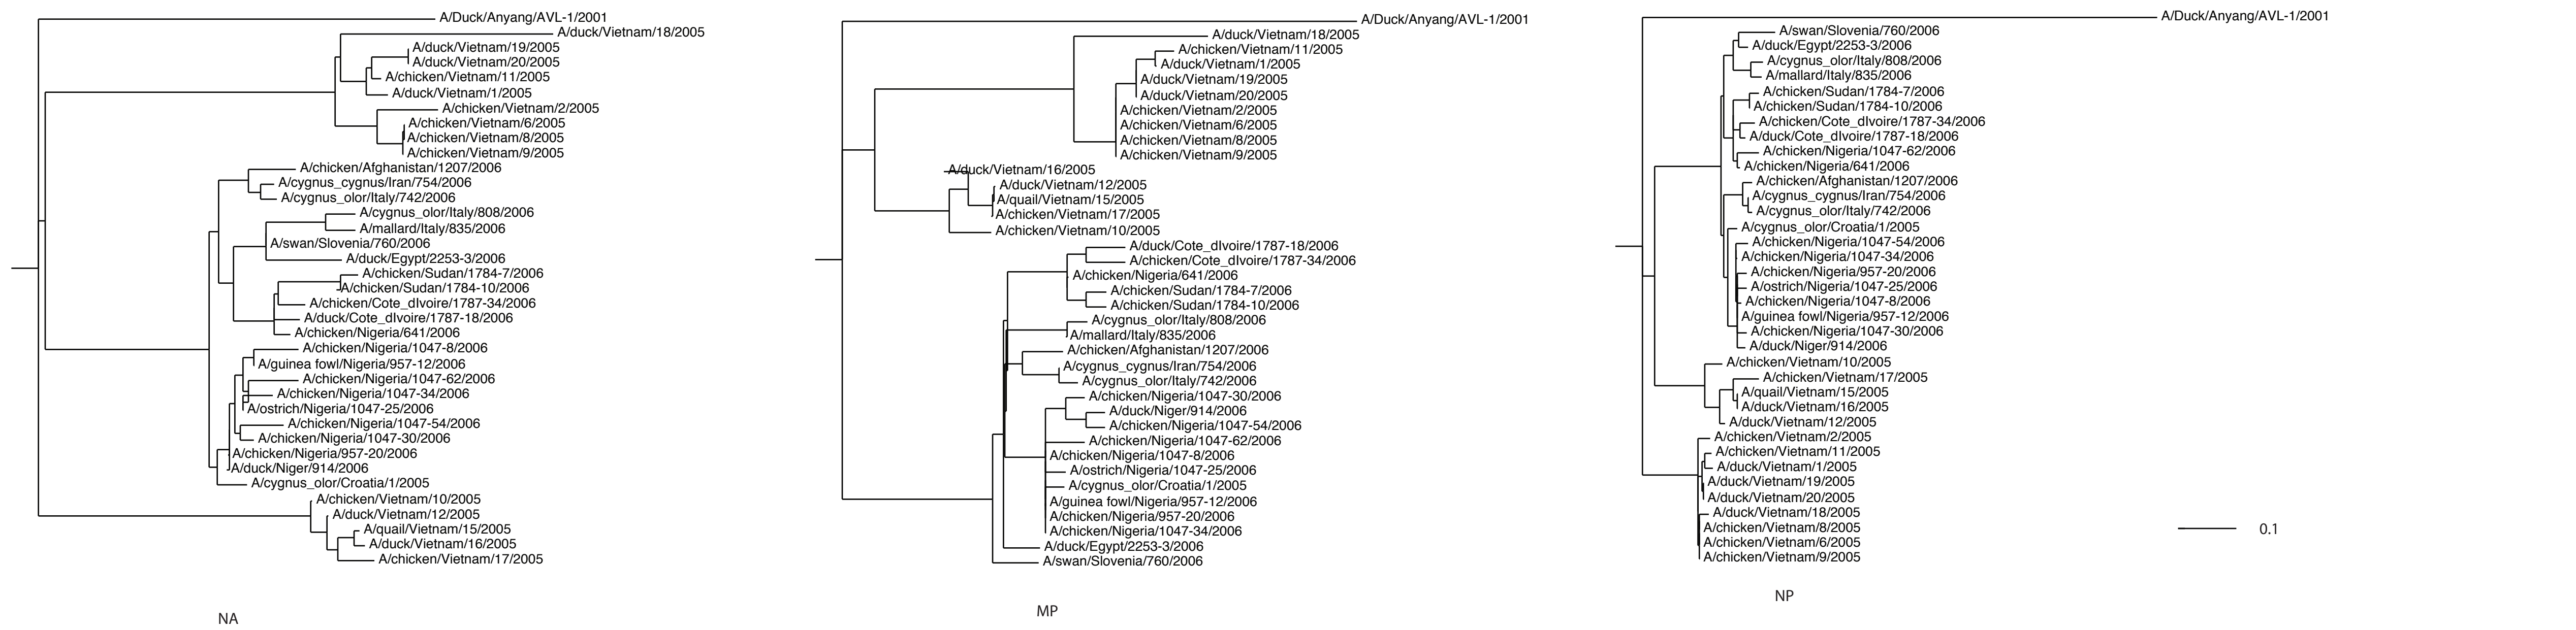 A/Duck/Anyang/AVL-1/2001
A/duck/Vietnam/18/2005
A/duck/Vietnam/19/2005
A/duck/Vietnam/20/2005
A/chicken/Vietnam/11/2005
A/duck/Vietnam/1/2005
A/chicken/Vietnam/2/2005
A/chicken/Vietnam/6/2005
A/chicken/Vietnam/8/2005
A/chicken/Vietnam/9/2005
A/chicken/Afghanistan/1207/2006
A/cygnus_cygnus/Iran/754/2006
A/cygnus_olor/Italy/742/2006
A/cygnus_olor/Italy/808/2006
A/mallard/Italy/835/2006
A/swan/Slovenia/760/2006
A/duck/Egypt/2253-3/2006
A/chicken/Sudan/1784-7/2006
A/chicken/Sudan/1784-10/2006
A/chicken/Cote_dIvoire/1787-34/2006
A/duck/Cote_dIvoire/1787-18/2006
A/chicken/Nigeria/641/2006
A/chicken/Nigeria/1047-8/2006
A/guinea fowl/Nigeria/957-12/2006
A/chicken/Nigeria/1047-62/2006
A/chicken/Nigeria/1047-34/2006
A/ostrich/Nigeria/1047-25/2006
A/chicken/Nigeria/1047-54/2006
A/chicken/Nigeria/1047-30/2006
A/chicken/Nigeria/957-20/2006
A/duck/Niger/914/2006
A/cygnus_olor/Croatia/1/2005
A/chicken/Vietnam/10/2005
A/duck/Vietnam/12/2005
A/quail/Vietnam/15/2005
A/duck/Vietnam/16/2005
A/chicken/Vietnam/17/2005
NA
A/Duck/Anyang/AVL-1/2001
A/duck/Vietnam/18/2005
A/chicken/Vietnam/11/2005
A/duck/Vietnam/1/2005
A/duck/Vietnam/19/2005
A/duck/Vietnam/20/2005
A/chicken/Vietnam/2/2005
A/chicken/Vietnam/6/2005
A/chicken/Vietnam/8/2005
A/chicken/Vietnam/9/2005
A/duck/Vietnam/16/2005
A/duck/Vietnam/12/2005
A/quail/Vietnam/15/2005
A/chicken/Vietnam/17/2005
A/chicken/Vietnam/10/2005
A/duck/Cote_dIvoire/1787-18/2006
A/chicken/Cote_dIvoire/1787-34/2006
A/chicken/Nigeria/641/2006
A/chicken/Sudan/1784-7/2006
A/chicken/Sudan/1784-10/2006
A/cygnus_olor/Italy/808/2006
A/mallard/Italy/835/2006
A/chicken/Afghanistan/1207/2006
A/cygnus_cygnus/Iran/754/2006
A/cygnus_olor/Italy/742/2006
A/chicken/Nigeria/1047-30/2006
A/duck/Niger/914/2006
A/chicken/Nigeria/1047-54/2006
A/chicken/Nigeria/1047-62/2006
A/chicken/Nigeria/1047-8/2006
A/ostrich/Nigeria/1047-25/2006
A/cygnus_olor/Croatia/1/2005
A/guinea fowl/Nigeria/957-12/2006
A/chicken/Nigeria/957-20/2006
A/chicken/Nigeria/1047-34/2006
A/duck/Egypt/2253-3/2006
A/swan/Slovenia/760/2006
MP
A/Duck/Anyang/AVL-1/2001
A/swan/Slovenia/760/2006
A/duck/Egypt/2253-3/2006
A/cygnus_olor/Italy/808/2006
A/mallard/Italy/835/2006
A/chicken/Sudan/1784-7/2006
A/chicken/Sudan/1784-10/2006
A/chicken/Cote_dIvoire/1787-34/2006
A/duck/Cote_dIvoire/1787-18/2006
A/chicken/Nigeria/1047-62/2006
A/chicken/Nigeria/641/2006
A/chicken/Afghanistan/1207/2006
A/cygnus_cygnus/Iran/754/2006
A/cygnus_olor/Italy/742/2006
A/cygnus_olor/Croatia/1/2005
A/chicken/Nigeria/1047-54/2006
A/chicken/Nigeria/1047-34/2006
A/chicken/Nigeria/957-20/2006
A/ostrich/Nigeria/1047-25/2006
A/chicken/Nigeria/1047-8/2006
A/guinea fowl/Nigeria/957-12/2006
A/chicken/Nigeria/1047-30/2006
A/duck/Niger/914/2006
A/chicken/Vietnam/10/2005
A/chicken/Vietnam/17/2005
A/quail/Vietnam/15/2005
A/duck/Vietnam/16/2005
A/duck/Vietnam/12/2005
A/chicken/Vietnam/2/2005
A/chicken/Vietnam/11/2005
A/duck/Vietnam/1/2005
A/duck/Vietnam/19/2005
A/duck/Vietnam/20/2005
A/duck/Vietnam/18/2005
A/chicken/Vietnam/8/2005
A/chicken/Vietnam/6/2005
A/chicken/Vietnam/9/2005
0.1
NP